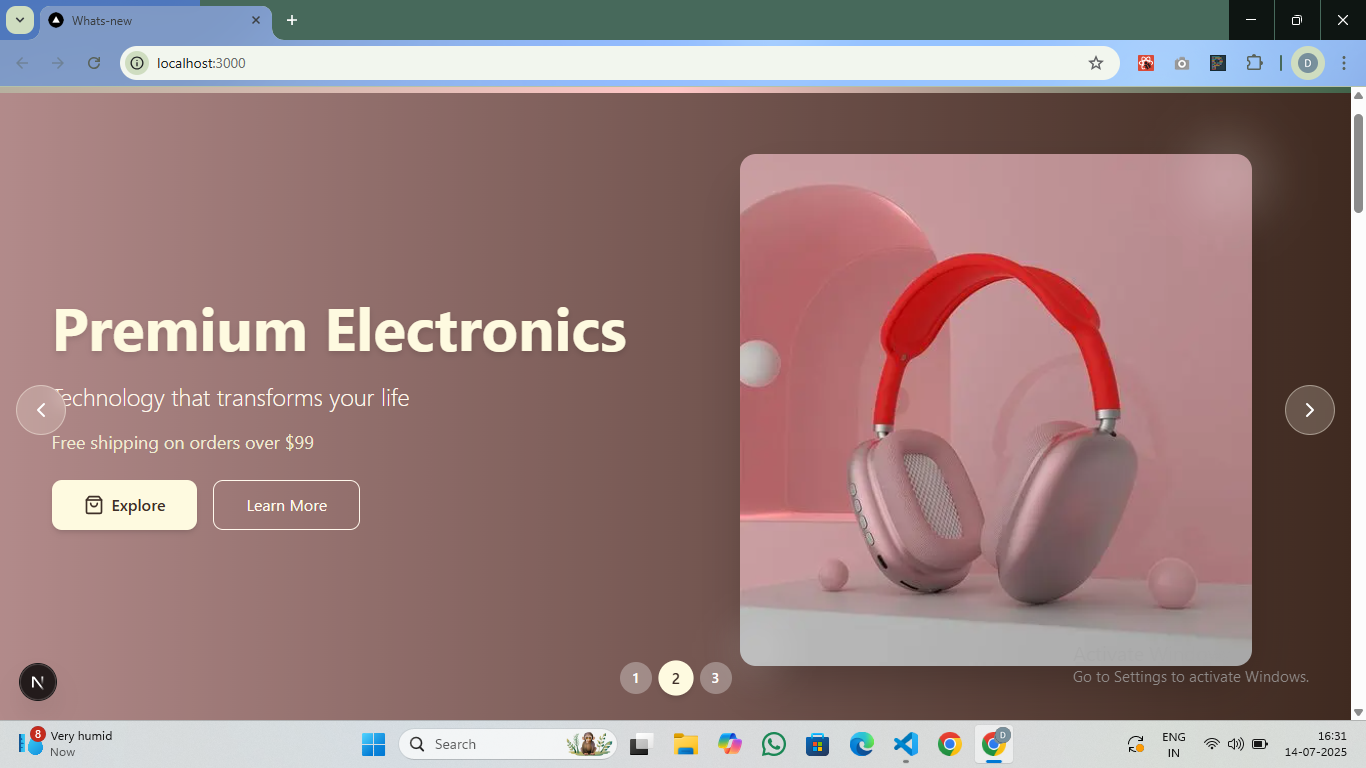 Whats-new
localhost:3000
D
Premium Electronics
Technology that transforms your life
Free shipping on orders over $99
Explore
Learn More
N
1 2 3
Go to Settings to activate Windows.
8
Very humid
Now
Search
D
ENG
IN
16:31
14-07-2025